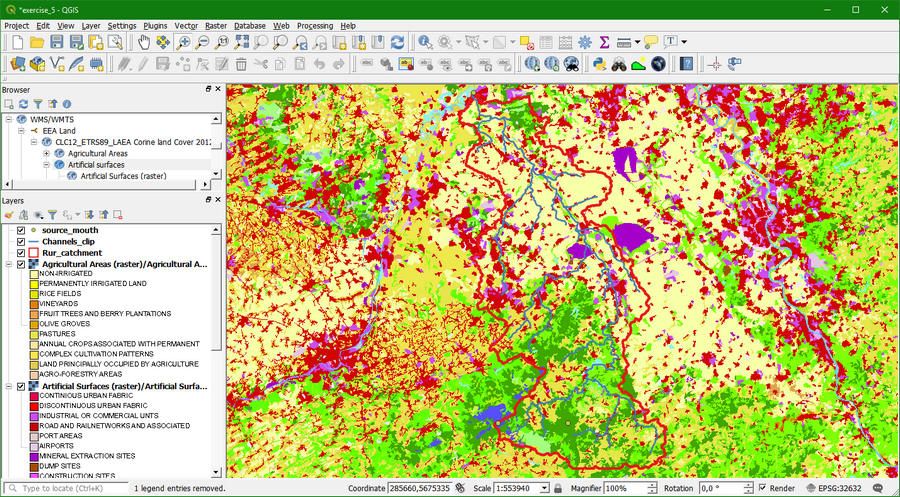 *exercise_5 - QGIS
Project Edit View Layer Settings Plugins Vector Raster Database Web Processing Help
Browser
WMS/WMTS
EEA Land
CLC12_ETRS89_LAEA Corine land Cover 2012
Agricultural Areas
Artificial surfaces
Artificial Surfaces (raster)
Layers
source_mouth
Channels_clip
Rur_catchment
Agricultural Areas (raster)/Agricultural A...
NON-IRRIGATED
PERMANENTLY IRRIGATED LAND
RICE FIELDS
VINEYARDS
FRUIT TREES AND BERRY PLANTATIONS
OLIVE GROVES
PASTURES
ANNUAL CROPS ASSOCIATED WITH PERMANENT
COMPLEX CULTIVATION PATTERNS
LAND PRINCIPALLY OCCUPIED BY AGRICULTURE
AGRO-FORESTRY AREAS
Artificial Surfaces (raster)/Artificial Surfa...
CONTINIOUS URBAN FABRIC
DISCONTINUOUS URBAN FABRIC
INDUSTRIAL OR COMMERCIAL UNTS
ROAD AND RAILNETWORKS AND ASSOCIATED
PORT AREAS
AIRPORTS
MINERAL EXTRACTION SITES
DUMP SITES
CONSTRUCTION SITES
Type to locate (Ctrl+K) 1 legend entries removed. Coordinate 285660,5675335 Scale 1:553940 Magnifier 100% Rotation 0,0 ° Render EPSG:32632